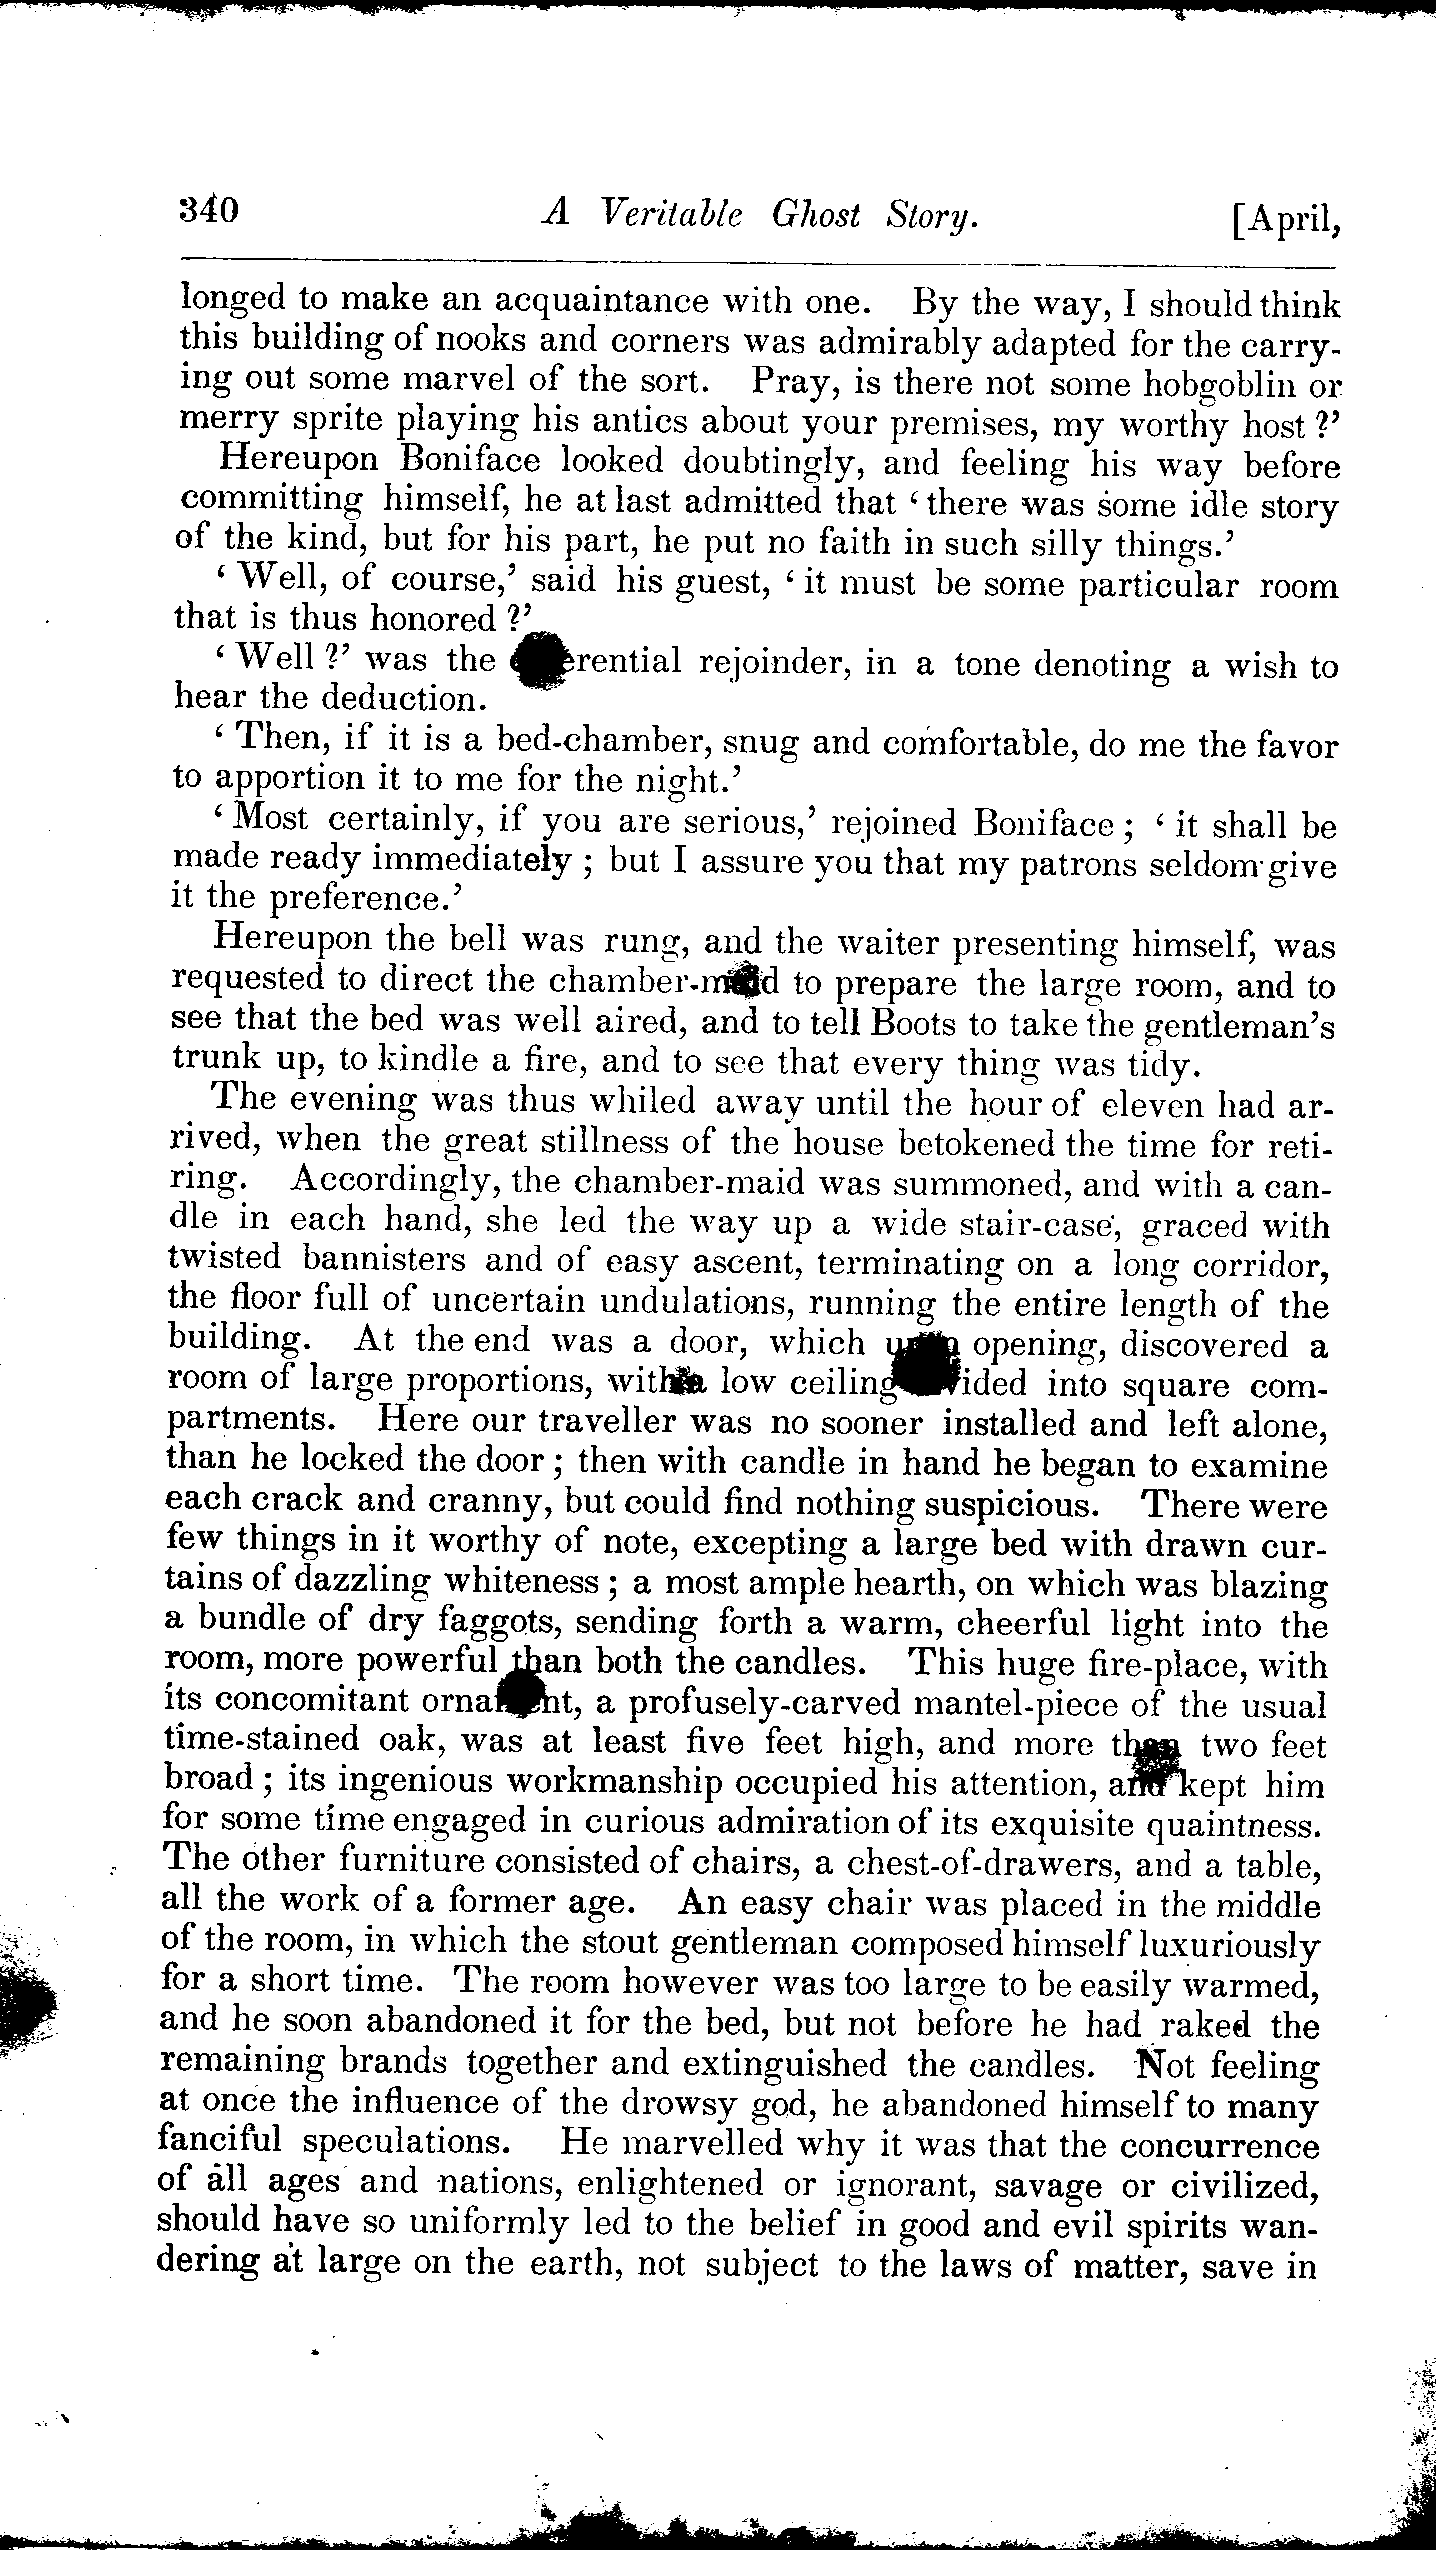 340 A Veritable Ghost Story. [April,
longed to make an acquaintance with one. By the way, I should think
this building of nooks and corners was admirably adapted for the carry-
ing out some marvel of the sort. Pray, is there not some hobgoblin or
merry sprite playing his antics about your premises, my worthy host ?'
Hereupon Boniface looked doubtingly, and feeling his way before
committing himself, he at last admitted that ‘ there was some idle story
of the kind, but for his part, he put no faith in such silly things.’
‘ Well, of course,’ said his guest, ‘ it must be some particular room
that is thus honored ?’
‘ Well ?’ was the rejoinder, in a tone denoting a wish to
hear the deduction.
‘ Then, if it is a bed-chamber, snug and comfortable, do me the favor
to apportion it to me for the night.’
‘ Most certainly, if you are serious,’ rejoined Boniface ; ‘ it shall be
made ready immediately ; but I assure you that my patrons seldom give
it the preference.’
Hereupon the bell was rung, and the waiter presenting himself, was
requested to direct the chamber-maid to prepare the large room, and to
see that the bed was well aired, and to tell Boots to take the gentleman’s
trunk up, to kindle a fire, and to see that every thing was tidy.
The evening was thus whiled away until the hour of eleven had ar-
rived, when the great stillness of the house betokened the time for reti-
ring. Accordingly, the chamber-maid was summoned, and with a can-
dle in each hand, she led the way up a wide stair-case, graced with
twisted bannisters and of easy ascent, terminating on a long corridor,
the floor full of uncertain undulations, running the entire length of the
building. At the end was a door, which upon opening, discovered a
room of large proportions, with a low ceiling divided into square com-
partments. Here our traveller was no sooner installed and left alone,
than he locked the door ; then with candle in hand he began to examine
each crack and cranny, but could find nothing suspicious. There were
few things in it worthy of note, excepting a large bed with drawn cur-
tains of dazzling whiteness ; a most ample hearth, on which was blazing
a bundle of dry faggots, sending forth a warm, cheerful light into the
room, more powerful than both the candles. This huge fire-place, with
its concomitant ornament, a profusely-carved mantel-piece of the usual
time-stained oak, was at least five feet high, and more than two feet
broad ; its ingenious workmanship occupied his attention, and kept him
for some time engaged in curious admiration of its exquisite quaintness.
The other furniture consisted of chairs, a chest-of-drawers, and a table,
all the work of a former age. An easy chair was placed in the middle
of the room, in which the stout gentleman composed himself luxuriously
for a short time. The room however was too large to be easily warmed,
and he soon abandoned it for the bed, but not before he had raked the
remaining brands together and extinguished the candles. Not feeling
at once the influence of the drowsy god, he abandoned himself to many
fanciful speculations. He marvelled why it was that the concurrence
of all ages and nations, enlightened or ignorant, savage or civilized,
should have so uniformly led to the belief in good and evil spirits wan-
dering at large on the earth, not subject to the laws of matter, save in